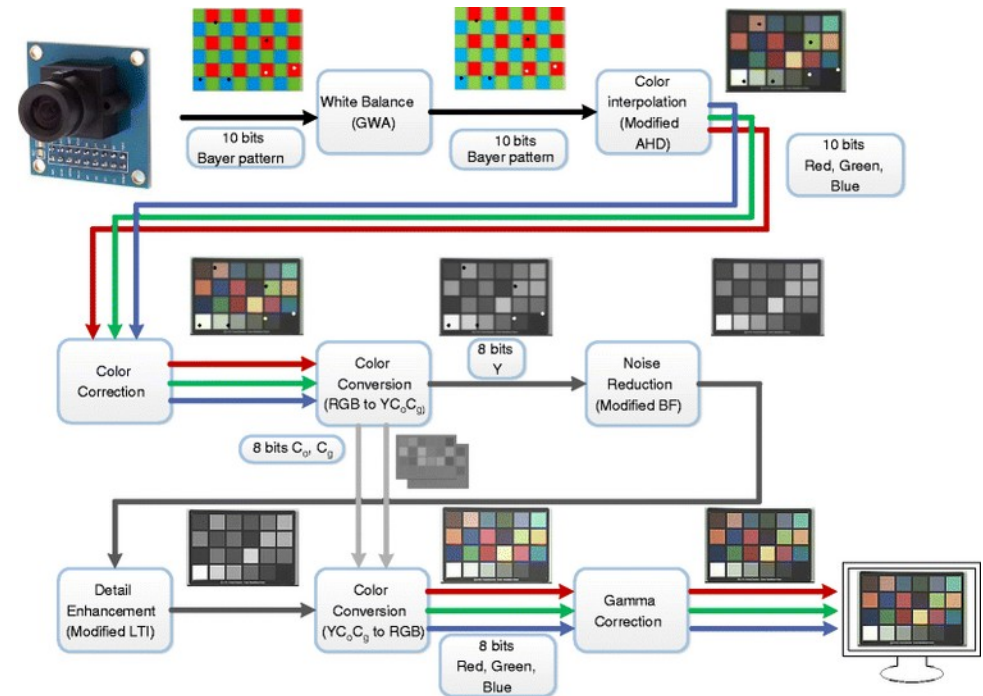 White Balance
(GWA)
10 bits
Bayer pattern
10 bits
Bayer pattern
Color
interpolation
(Modified
AHD)
10 bits
Red, Green,
Blue
Color
Correction
Color
Conversion
(RGB to YCoCg)
8 bits
Y
Noise
Reduction
(Modified BF)
8 bits Co, Cg
Detail
Enhancement
(Modified LTI)
Color
Conversion
(YCoCg to RGB)
8 bits
Red, Green,
Blue
Gamma
Correction